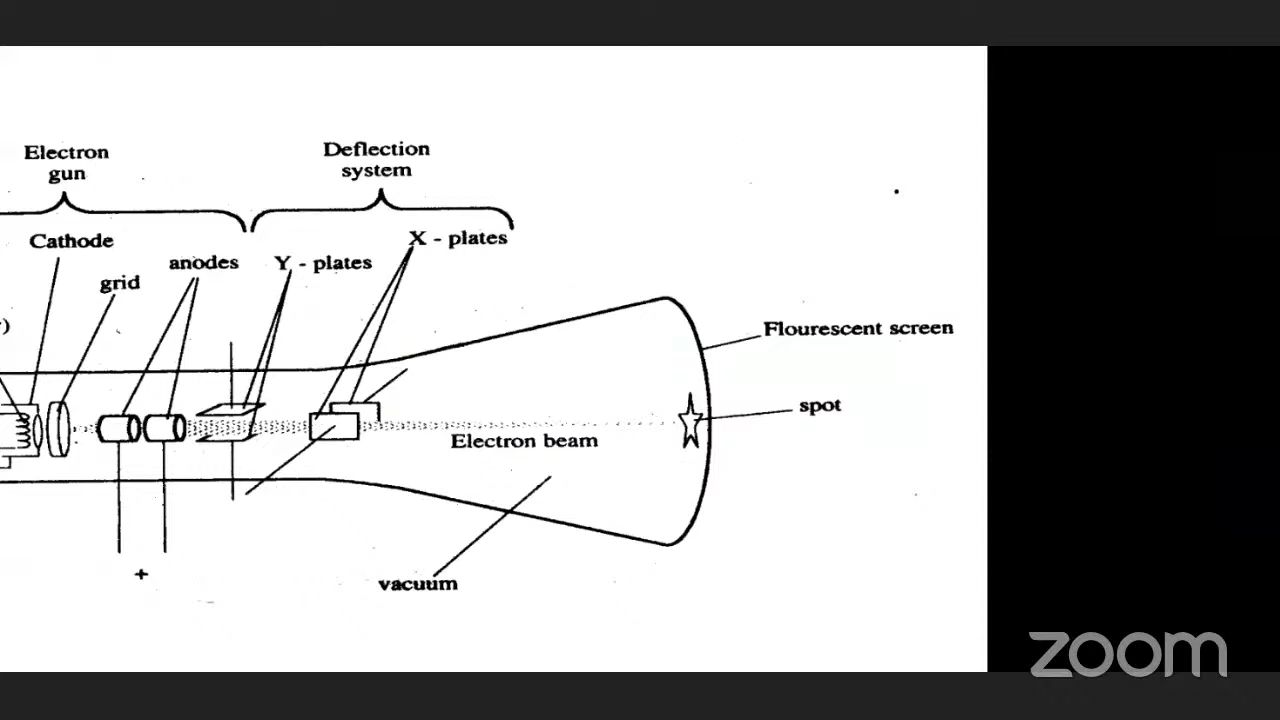 Electron
gun
Deflection
system
Cathode
grid
anodes
Y - plates
X - plates
)
Flourescent screen
spot
Electron beam
vacuum
+
zoom